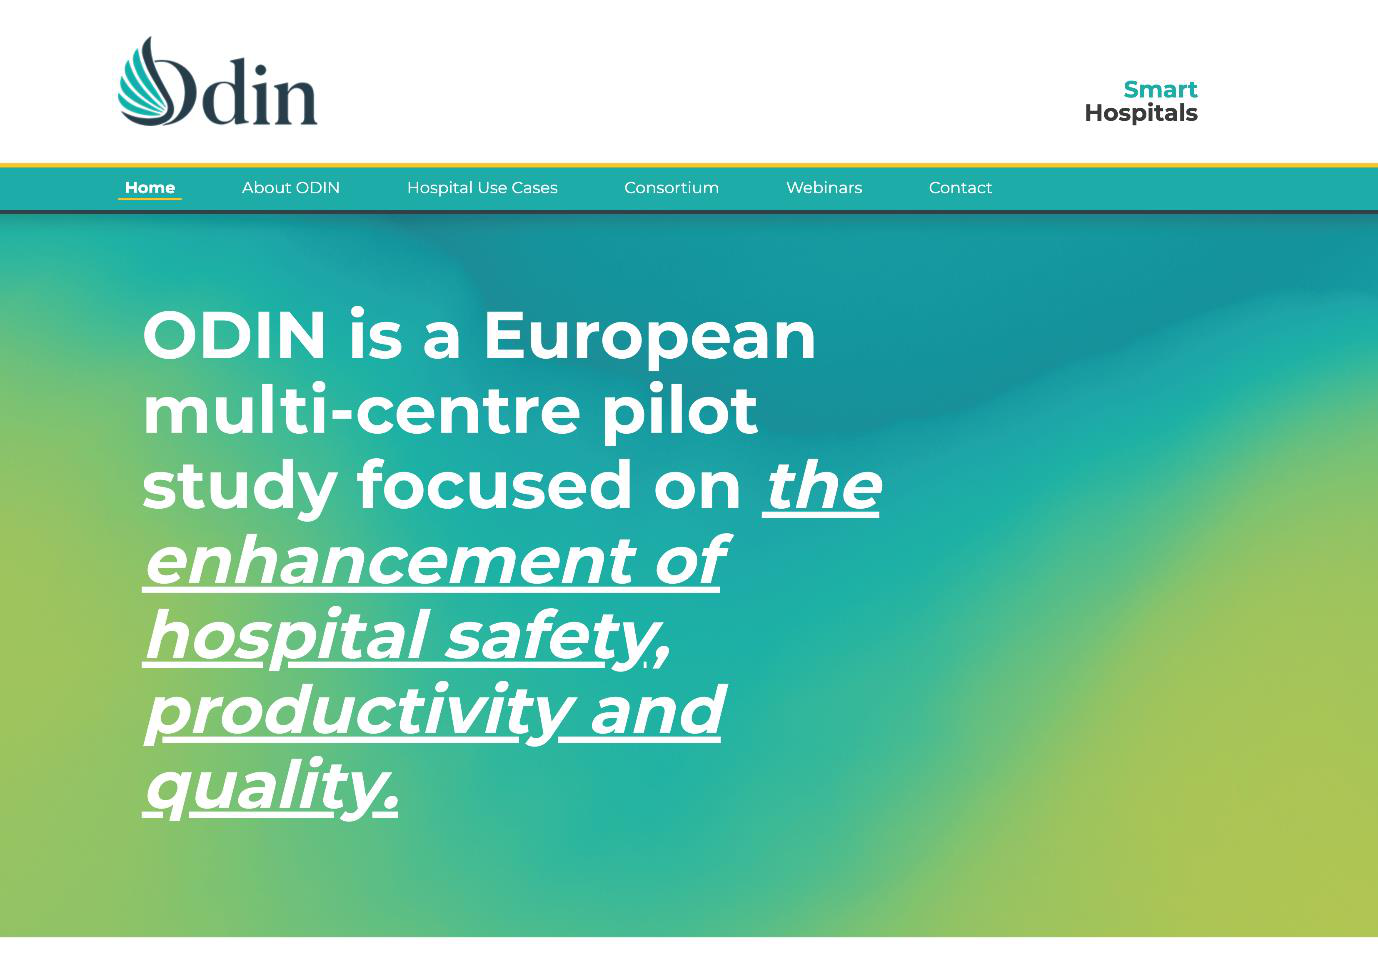 Odin
Smart
Hospitals
Home About ODIN Hospital Use Cases Consortium Webinars Contact
ODIN is a European
multi-centre pilot
study focused on the
enhancement of
hospital safety,
productivity and
quality.